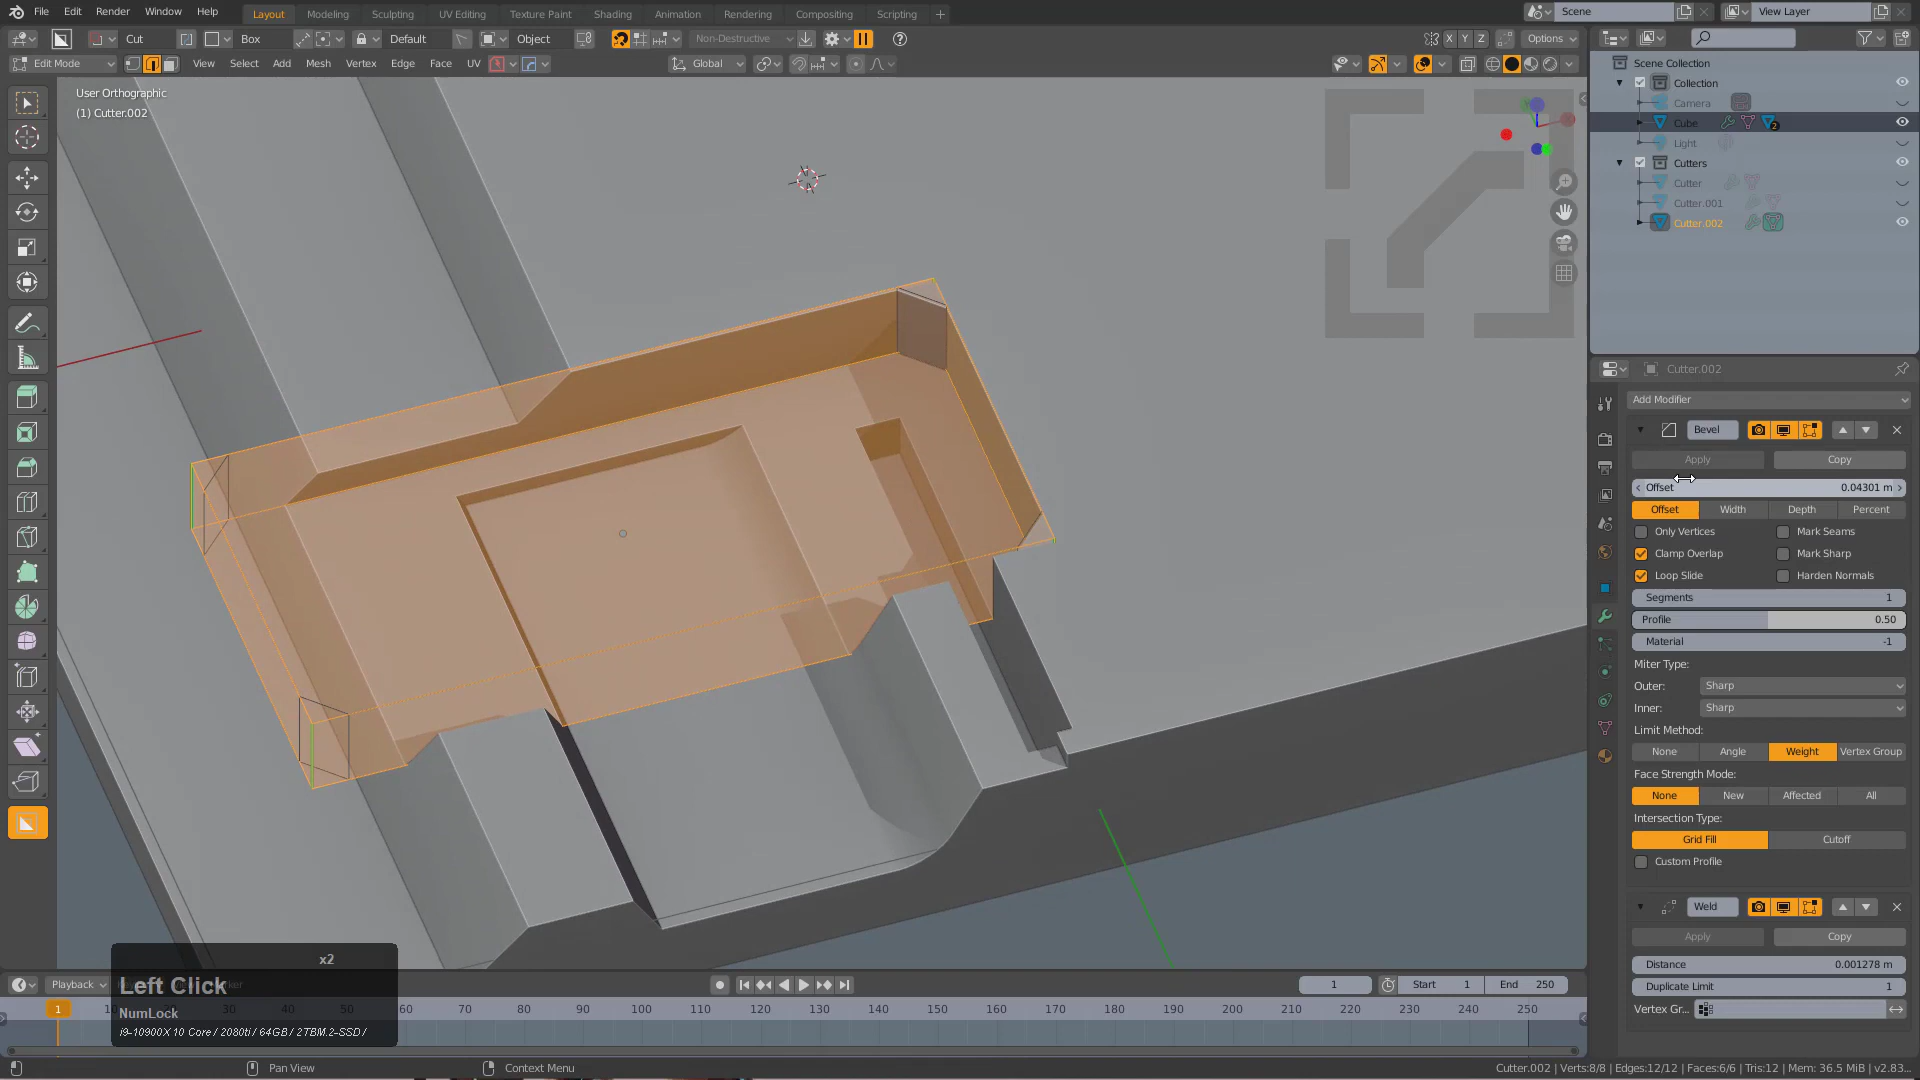 File Edit Render Window Help Layout Modeling Sculpting UV Editing Texture Paint Shading Animation Rendering Compositing Scripting + Scene View Layer
Cut Box Default Object Non-Destructive X Y Z Options
Edit Mode View Select Add Mesh Vertex Edge Face UV Global
User Orthographic
(1) Cutter.002
Scene Collection
Collection
Camera
Cube 2
Light
Cutters
Cutter
Cutter.001
Cutter.002
Cutter.002
Add Modifier
Bevel
Apply Copy
Offset 0.04301 m
Offset Width Depth Percent
Only Vertices Mark Seams
Clamp Overlap Mark Sharp
Loop Slide Harden Normals
Segments 1
Profile 0.50
Material -1
Miter Type:
Outer: Sharp
Inner: Sharp
Limit Method:
None Angle Weight Vertex Group
Face Strength Mode:
None New Affected All
Intersection Type:
Grid Fill Cutoff
Custom Profile
Weld
Apply Copy
Distance 0.001278 m
Duplicate Limit 1
Vertex Gr...
x2
Left Click
NumLock
i9-10900X 10 Core / 2080ti / 64GB / 2TBM.2-SSD /
Playback 1 Start 1 End 250
1 10 20 30 40 50 60 70 80 90 100 110 120 130 140 150 160 170 180 190 200 210 220 230 240 250
Pan View Context Menu Cutter.002 | Verts:8/8 | Edges:12/12 | Faces:6/6 | Tris:12 | Mem: 36.5 MiB | v2.83...